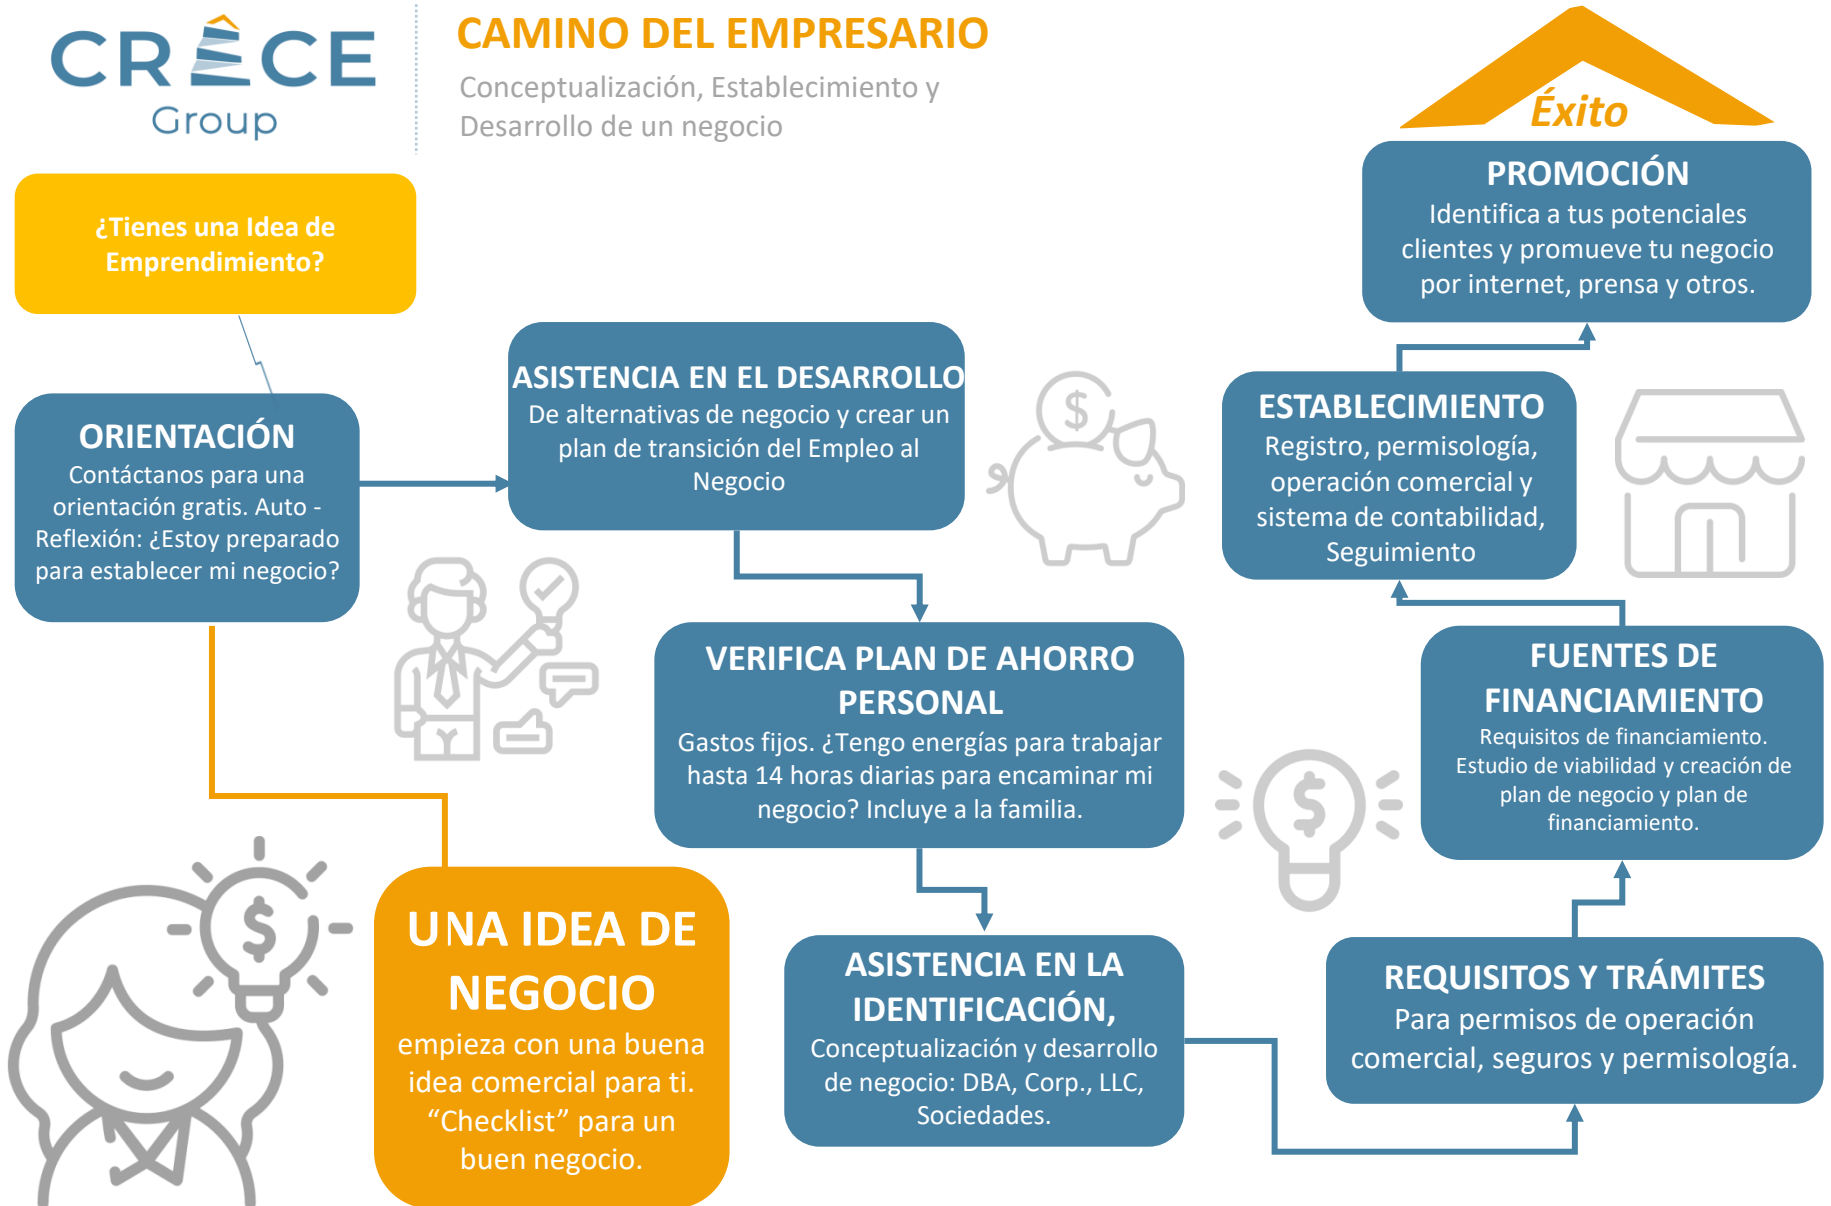 CRECE
Group
CAMINO DEL EMPRESARIO
Conceptualización, Establecimiento y
Desarrollo de un negocio
¿Tienes una Idea de
Emprendimiento?
ORIENTACIÓN
Contáctanos para una
orientación gratis. Auto -
Reflexión: ¿Estoy preparado
para establecer mi negocio?
UNA IDEA DE
NEGOCIO
empieza con una buena
idea comercial para ti.
“Checklist” para un
buen negocio.
ASISTENCIA EN EL DESARROLLO
De alternativas de negocio y crear un
plan de transición del Empleo al
Negocio
$
VERIFICA PLAN DE AHORRO
PERSONAL
Gastos fijos. ¿Tengo energías para trabajar
hasta 14 horas diarias para encaminar mi
negocio? Incluye a la familia.
ASISTENCIA EN LA
IDENTIFICACIÓN,
Conceptualización y desarrollo
de negocio: DBA, Corp., LLC,
Sociedades.
REQUISITOS Y TRÁMITES
Para permisos de operación
comercial, seguros y permisología.
FUENTES DE
FINANCIAMIENTO
Requisitos de financiamiento.
Estudio de viabilidad y creación de
plan de negocio y plan de
financiamiento.
$
$
ESTABLECIMIENTO
Registro, permisología,
operación comercial y
sistema de contabilidad,
Seguimiento
PROMOCIÓN
Identifica a tus potenciales
clientes y promueve tu negocio
por internet, prensa y otros.
Éxito